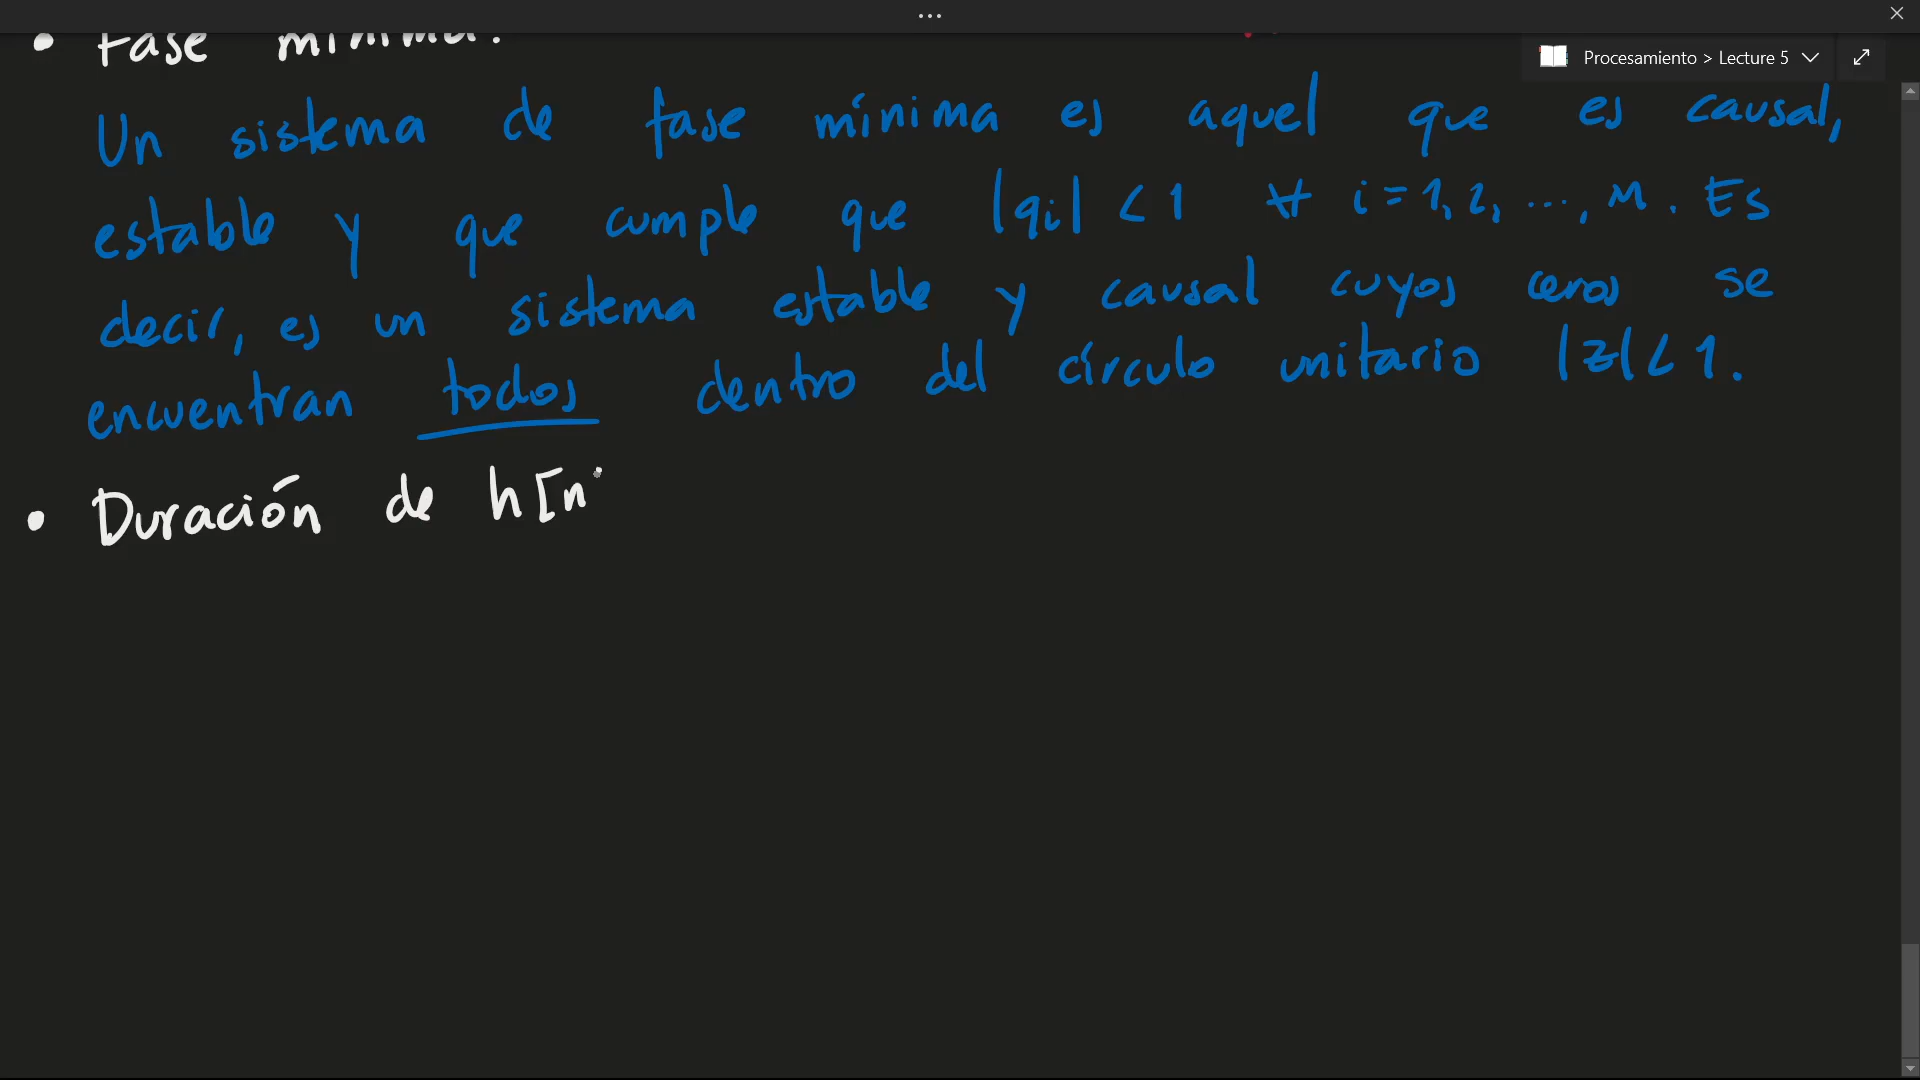 Procesamiento > Lecture 5
• Fase mínima.
Un sistema de fase mínima es aquel que es causal,
estable y que cumple que |qi| < 1 ∀ i = 1, 2, ..., M. Es
decir, es un sistema estable y causal cuyos ceros se
encuentran todos dentro del círculo unitario |z| < 1.
• Duración de h[n